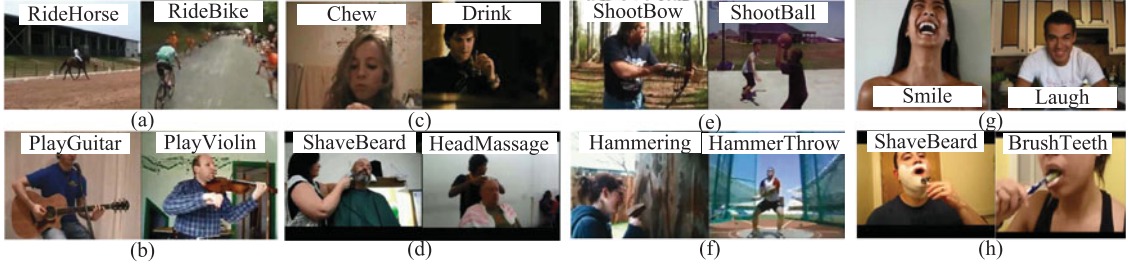 RideHorse RideBike
Chew Drink
ShootBow ShootBall
Smile Laugh
(a) (c) (e) (g)
PlayGuitar PlayViolin
ShaveBeard HeadMassage
Hammering HammerThrow
ShaveBeard BrushTeeth
(b) (d) (f) (h)